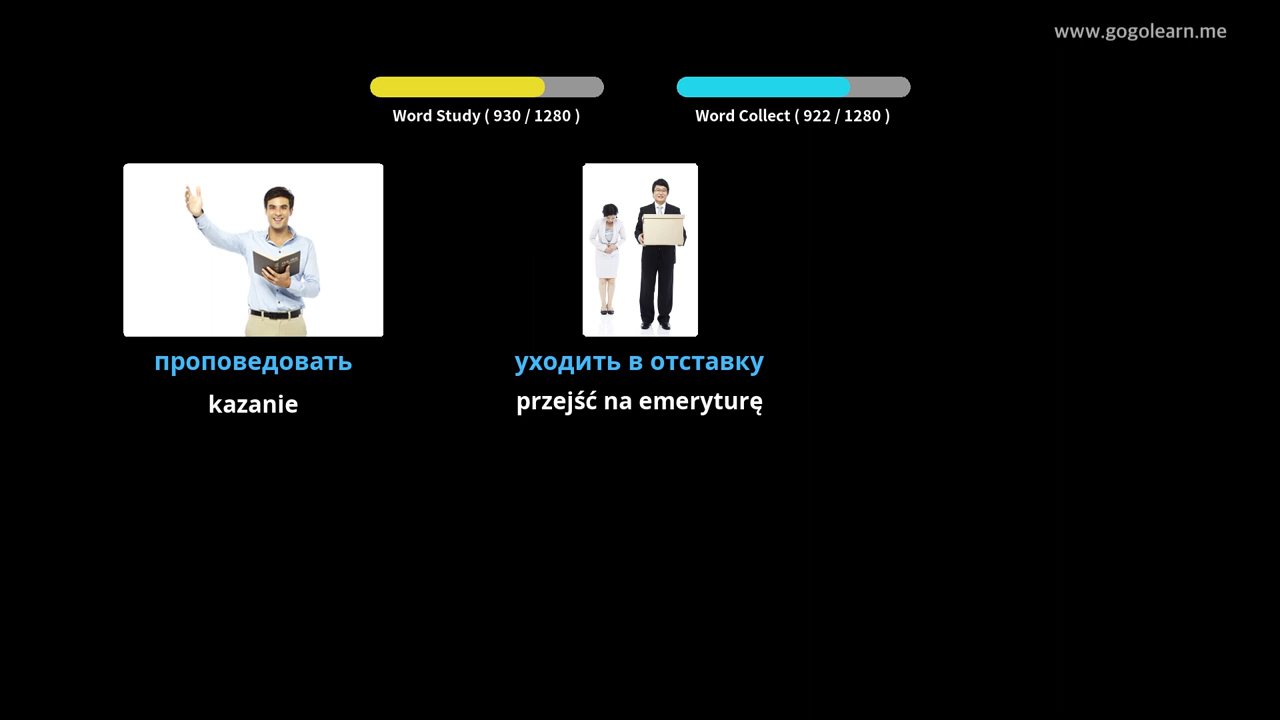 www.gogolearn.me
Word Study ( 930 / 1280 )
Word Collect ( 922 / 1280 )
проповедовать
kazanie
уходить в отставку
przejść na emeryturę